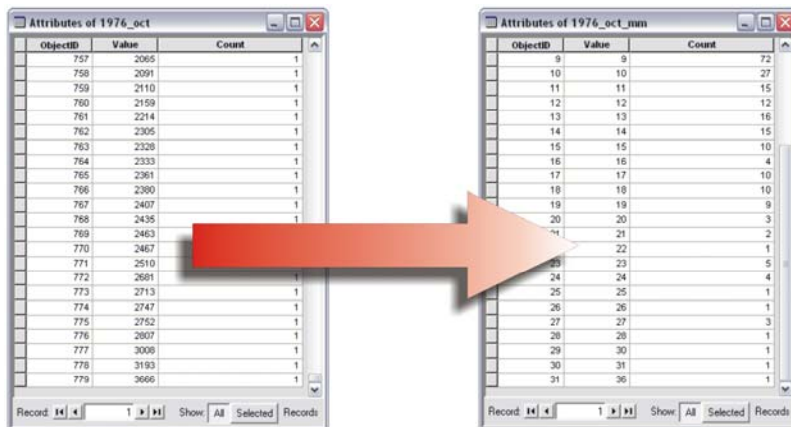 Attributes of 1976_oct
ObjectID Value Count
757 2065 1
758 2091 1
759 2110 1
760 2159 1
761 2214 1
762 2305 1
763 2328 1
764 2333 1
765 2361 1
766 2380 1
767 2407 1
768 2435 1
769 2463 1
770 2467
771 2510
772 2681 1
773 2713 1
774 2747 1
775 2752 1
776 2807 1
777 3008 1
778 3193 1
779 3666 1
Record: 1 Show: All Selected Records
Attributes of 1976_oct_mm
ObjectID Value Count
9 9 72
10 10 27
11 11 15
12 12 12
13 13 16
14 14 15
15 15 10
16 16 4
17 17 10
18 18 10
19 19 9
20 20 3
21 21 2
22 1
23 23 5
24 24 4
25 25 1
26 26 1
27 27 3
28 28 1
29 30 1
30 31 1
31 36 1
Record: 1 Show: All Selected Records